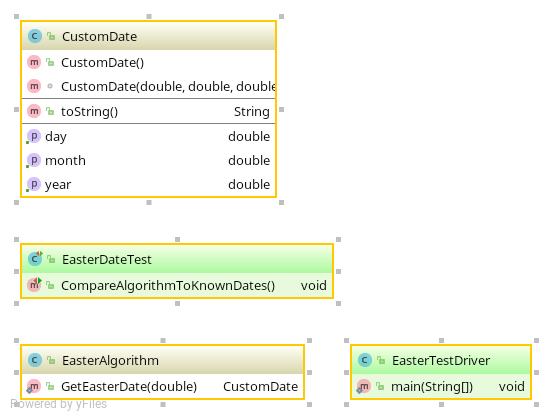 CustomDate
CustomDate()
CustomDate(double, double, double
toString() String
day double
month double
year double
EasterDateTest
CompareAlgorithmToKnownDates() void
EasterAlgorithm
GetEasterDate(double) CustomDate
EasterTestDriver
main(String[]) void
Powered by yFiles